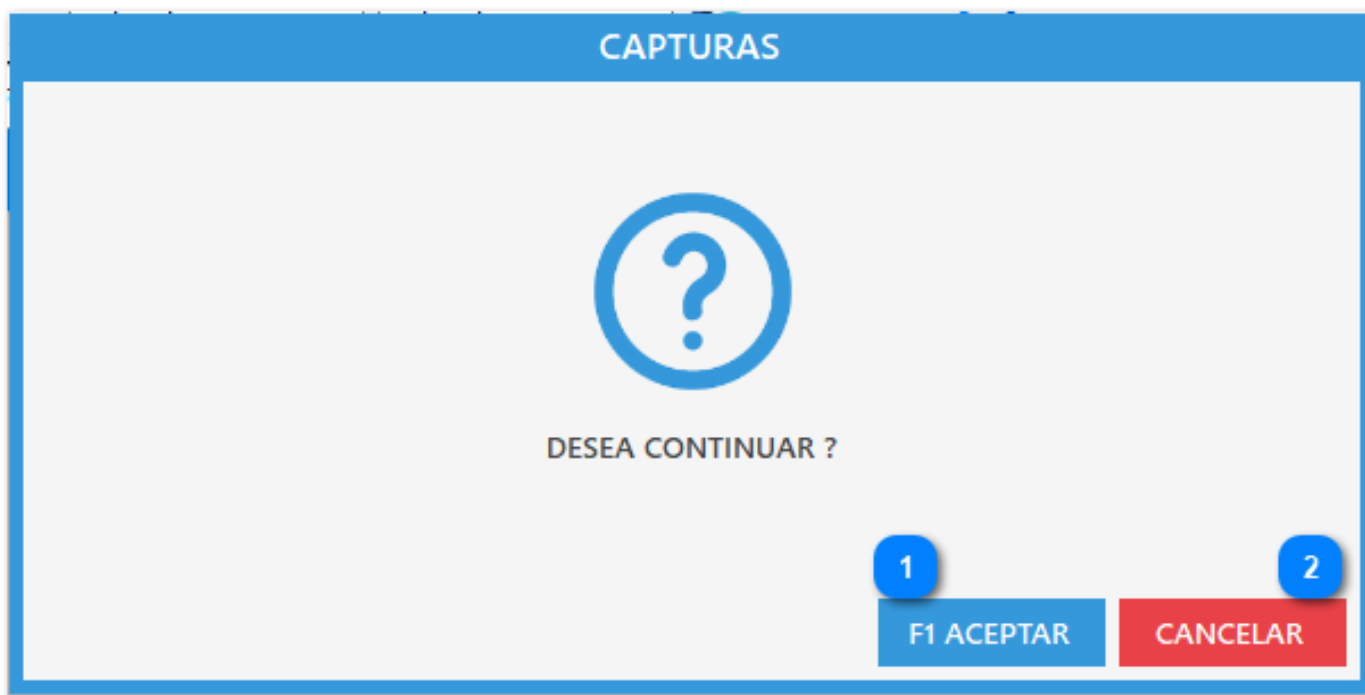 CAPTURAS
?
DESEA CONTINUAR ?
1
2
F1 ACEPTAR
CANCELAR